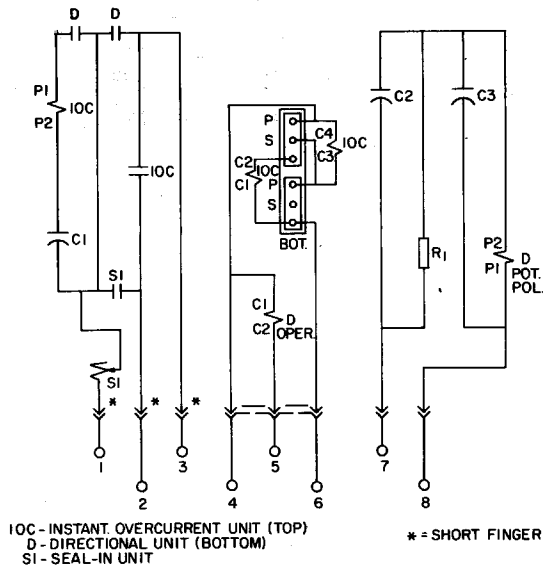 D D
P1
IOC
P2
C1
IOC
S1
S1
* * *
1
2
3
P
S
C4
C3
IOC
C2
IOC
C1
P
S
BOT.
C1
C2
D
OPER.
4
5
6
C2
C3
R1
P2
P1
D
POT.
POL.
7
8
IOC - INSTANT. OVERCURRENT UNIT (TOP)
D - DIRECTIONAL UNIT (BOTTOM)
SI - SEAL-IN UNIT
* = SHORT FINGER